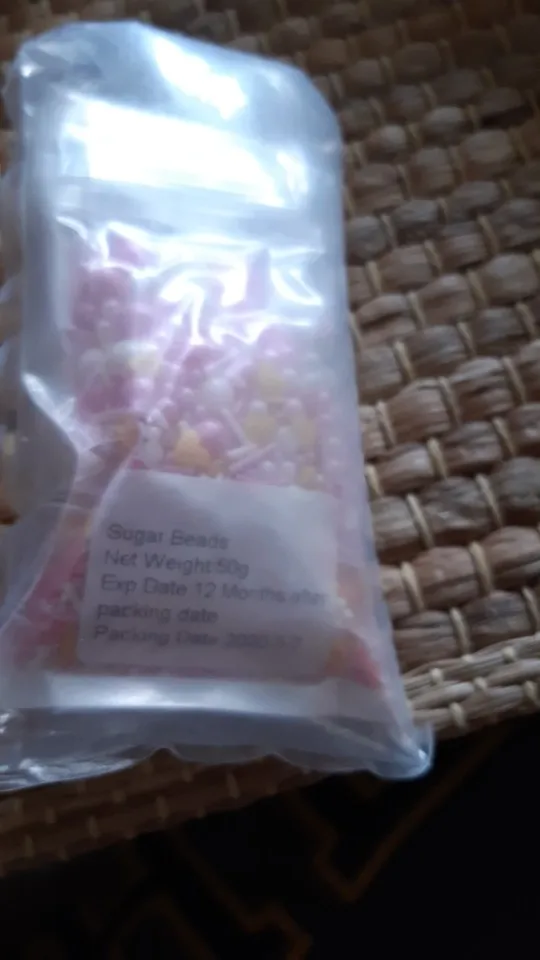 Sugar Beads
Net Weight 50g
Exp Date 12 Months after
packing date
Packing Date